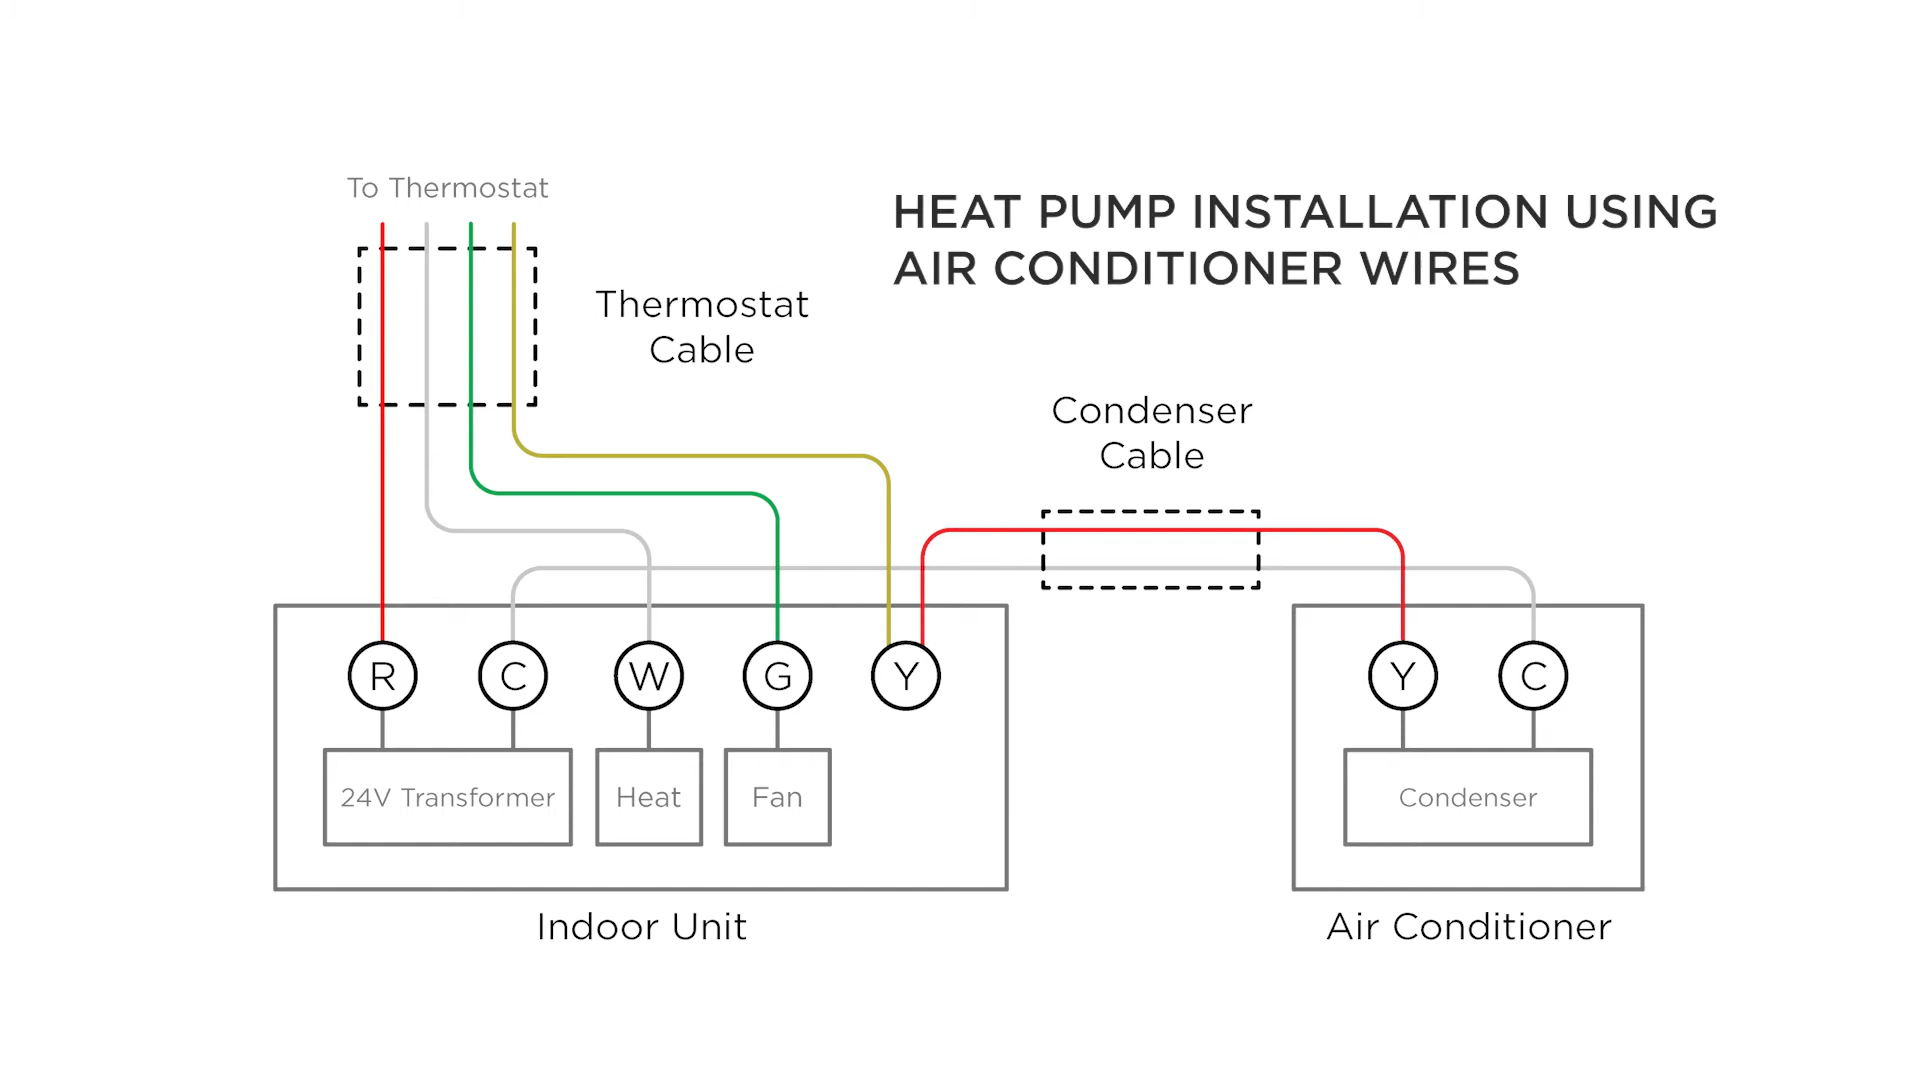 To Thermostat
HEAT PUMP INSTALLATION USING
AIR CONDITIONER WIRES
Thermostat
Cable
Condenser
Cable
R C W G Y
Y C
24V Transformer
Heat
Fan
Condenser
Indoor Unit
Air Conditioner